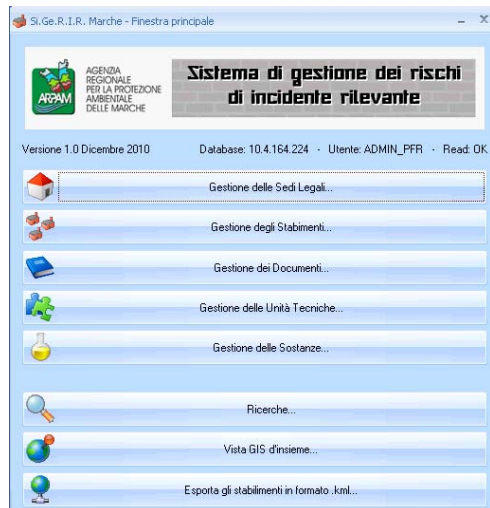 Si.Ge.R.I.R. Marche - Finestra principale
AGENZIA
REGIONALE
PER LA PROTEZIONE
AMBIENTALE
DELLE MARCHE
ARPAM
Sistema di gestione dei rischi
di incidente rilevante
Versione 1.0 Dicembre 2010 Database: 10.4.164.224 - Utente: ADMIN_PFR - Read: OK
Gestione delle Sedi Legali...
Gestione degli Stabimenti...
Gestione dei Documenti...
Gestione delle Unità Tecniche...
Gestione delle Sostanze...
Ricerche...
Vista GIS d'insieme...
Esporta gli stabilimenti in formato .kml...